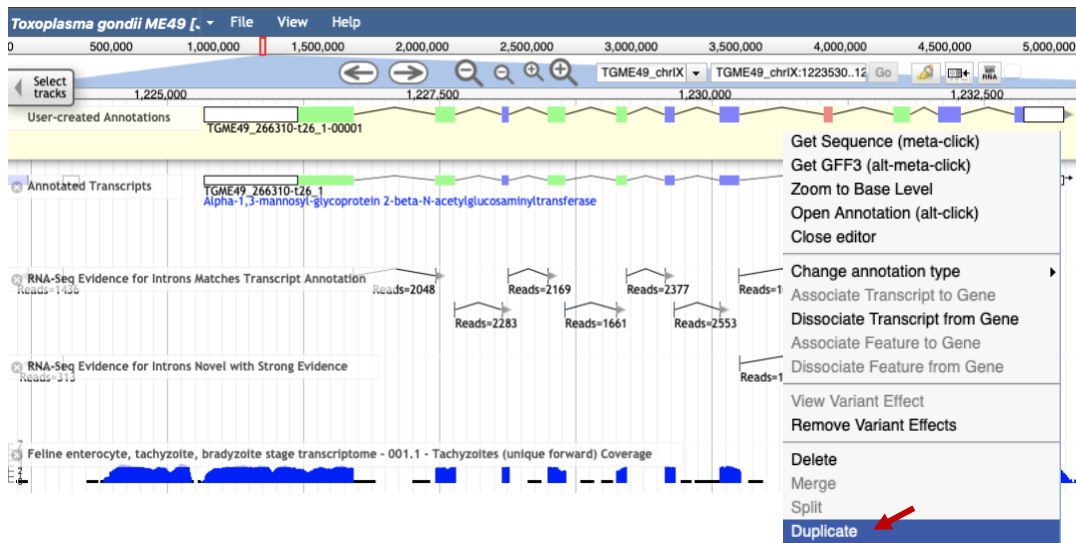 Toxoplasma gondii ME49 [. File View Help
0 500,000 1,000,000 1,500,000 2,000,000 2,500,000 3,000,000 3,500,000 4,000,000 4,500,000 5,000,000
TGME49_chrIX TGME49_chrIX:1223530..12 Go
Select
tracks
1,225,000 1,227,500 1,230,000 1,232,500
User-created Annotations
TGME49_266310-t26_1-00001
Annotated Transcripts
TGME49_266310-t26_1
Alpha-1,3-mannosyl-glycoprotein 2-beta-N-acetylglucosaminyltransferase
RNA-Seq Evidence for Introns Matches Transcript Annotation
Reads=1436 Reads=2048 Reads=2169 Reads=2377 Reads=1
Reads=2283 Reads=1661 Reads=2553
RNA-Seq Evidence for Introns Novel with Strong Evidence
Reads=313 Reads=1
Feline enterocyte, tachyzoite, bradyzoite stage transcriptome - 001.1 - Tachyzoites (unique forward) Coverage
Get Sequence (meta-click)
Get GFF3 (alt-meta-click)
Zoom to Base Level
Open Annotation (alt-click)
Close editor
Change annotation type
Associate Transcript to Gene
Dissociate Transcript from Gene
Associate Feature to Gene
Dissociate Feature from Gene
View Variant Effect
Remove Variant Effects
Delete
Merge
Split
Duplicate